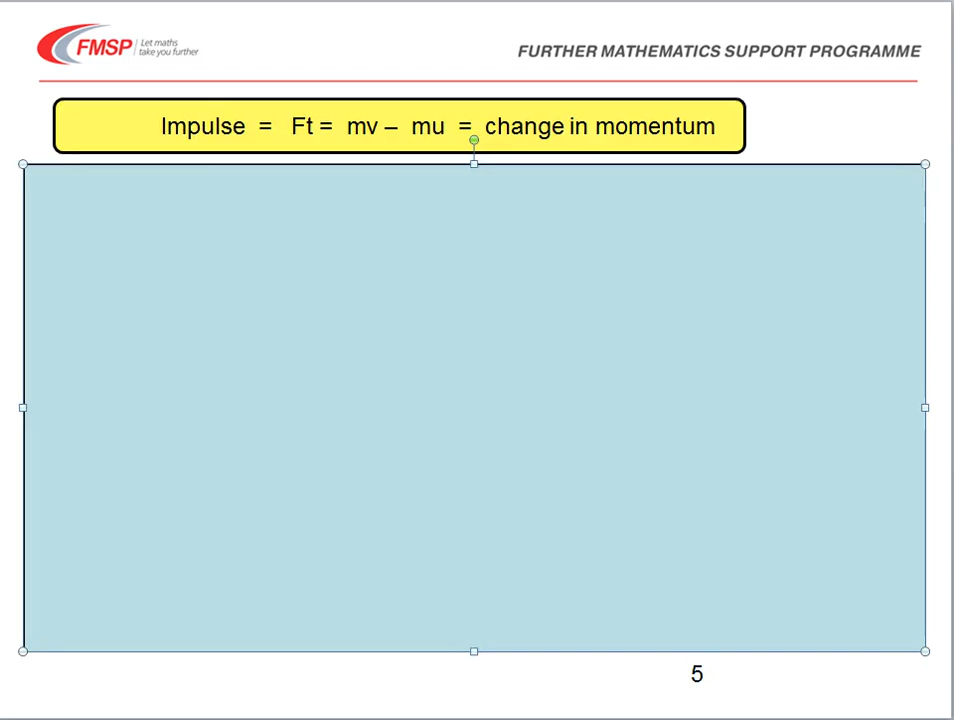 FMSP
Let maths
take you further
FURTHER MATHEMATICS SUPPORT PROGRAMME
Impulse = Ft = mv – mu = change in momentum
5